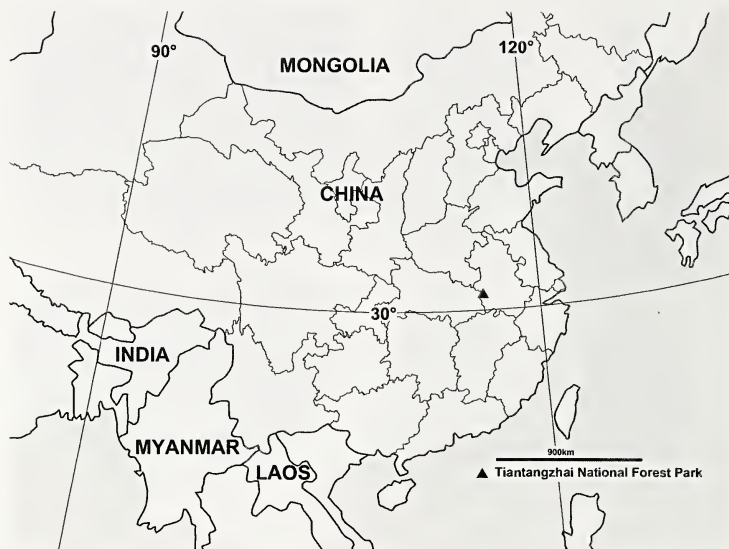 90°
120°
MONGOLIA
CHINA
30°
INDIA
MYANMAR
LAOS
900km
▲ Tiantangzhai National Forest Park